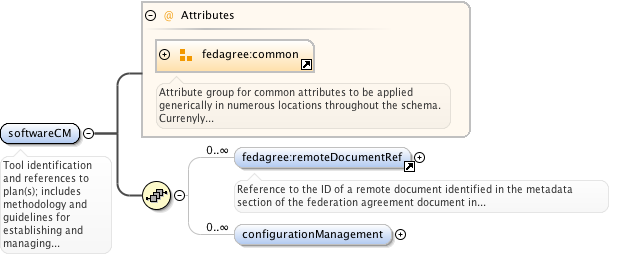 @ Attributes
fedagree:common
Attribute group for common attributes to be applied
generically in numerous locations throughout the schema.
Currenyly...
softwareCM
Tool identification
and references to
plan(s); includes
methodology and
guidelines for
establishing and
managing...
0..∞
fedagree:remoteDocumentRef
Reference to the ID of a remote document identified in the metadata
section of the federation agreement document in...
0..∞
configurationManagement